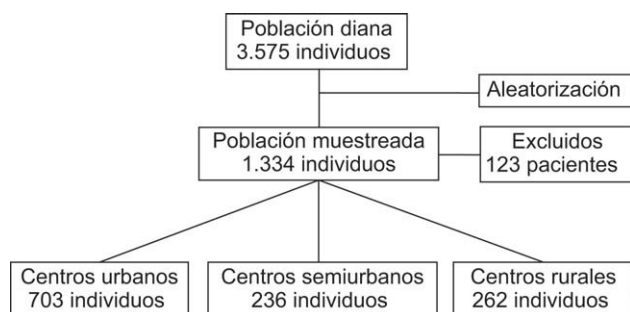 Población diana
3.575 individuos
Aleatorización
Población muestreada
1.334 individuos
Excluidos
123 pacientes
Centros urbanos
703 individuos
Centros semiurbanos
236 individuos
Centros rurales
262 individuos